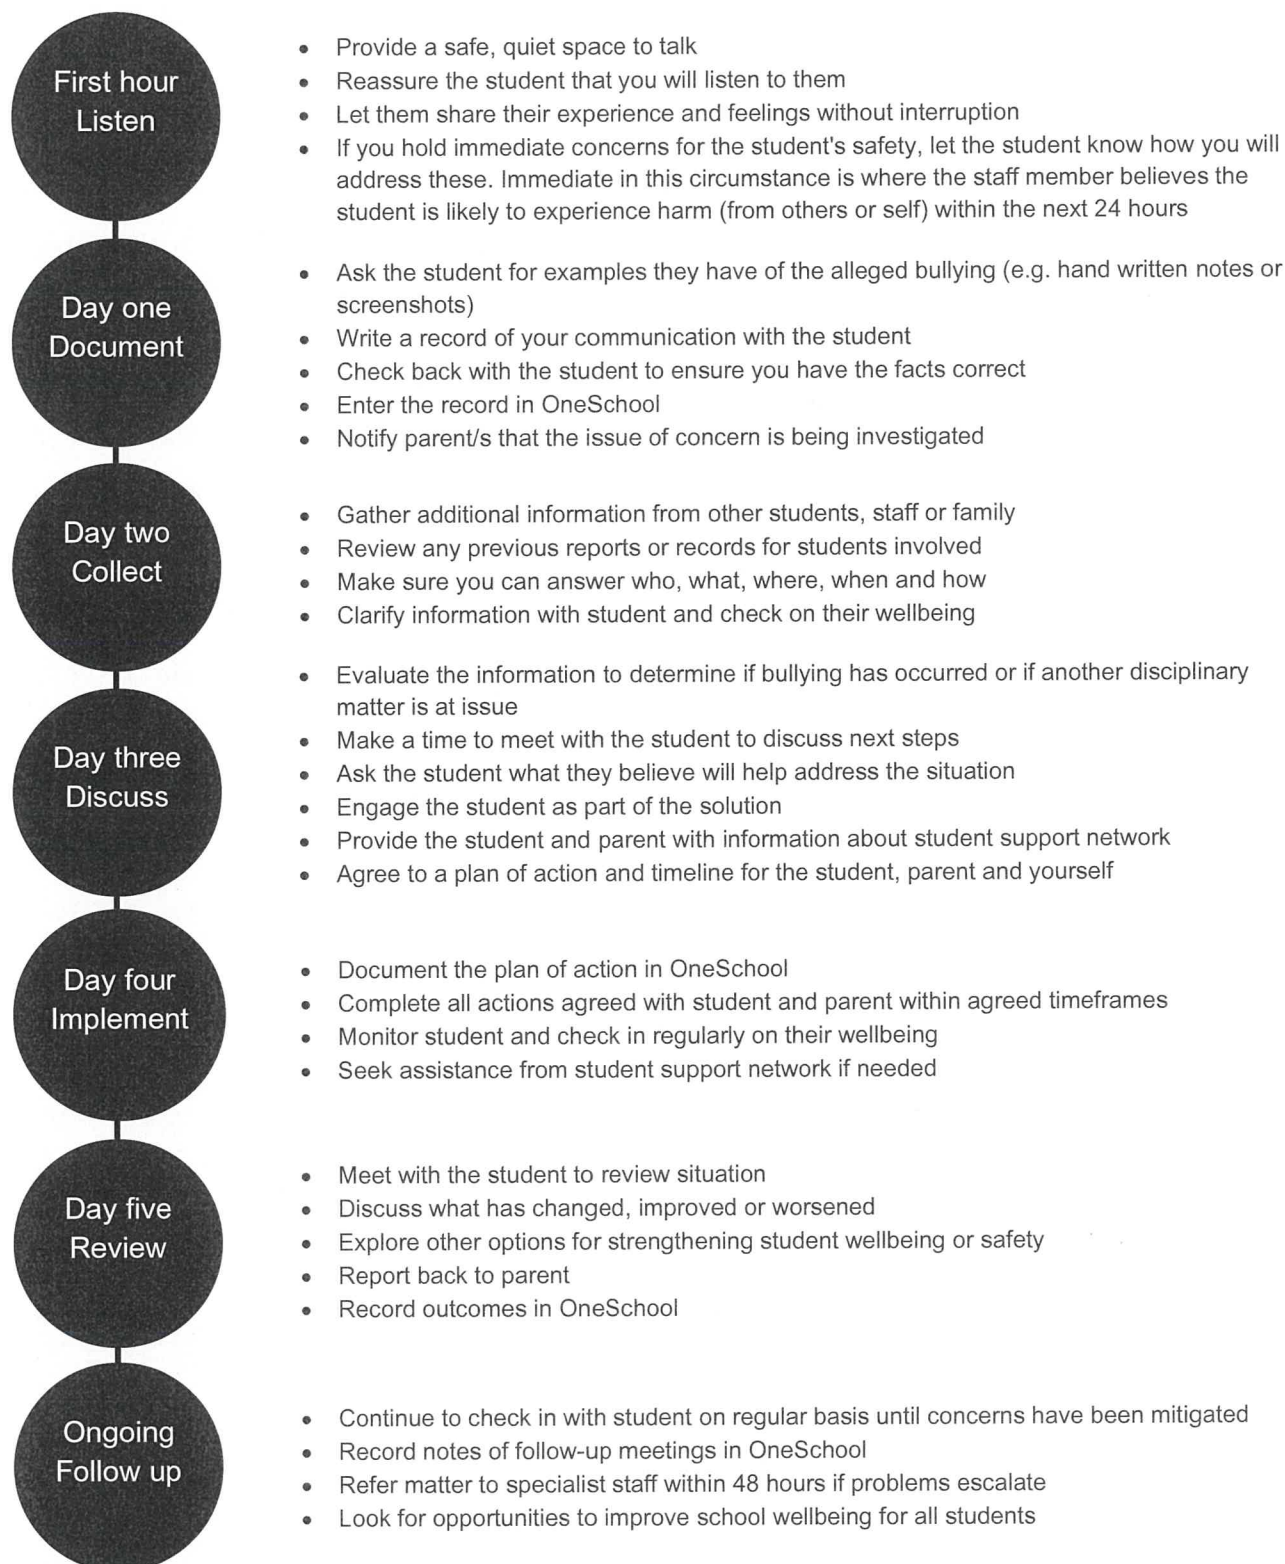 First hour
Listen
• Provide a safe, quiet space to talk
• Reassure the student that you will listen to them
• Let them share their experience and feelings without interruption
• If you hold immediate concerns for the student's safety, let the student know how you will
address these. Immediate in this circumstance is where the staff member believes the
student is likely to experience harm (from others or self) within the next 24 hours
Day one
Document
• Ask the student for examples they have of the alleged bullying (e.g. hand written notes or
screenshots)
• Write a record of your communication with the student
• Check back with the student to ensure you have the facts correct
• Enter the record in OneSchool
• Notify parent/s that the issue of concern is being investigated
Day two
Collect
• Gather additional information from other students, staff or family
• Review any previous reports or records for students involved
• Make sure you can answer who, what, where, when and how
• Clarify information with student and check on their wellbeing
Day three
Discuss
• Evaluate the information to determine if bullying has occurred or if another disciplinary
matter is at issue
• Make a time to meet with the student to discuss next steps
• Ask the student what they believe will help address the situation
• Engage the student as part of the solution
• Provide the student and parent with information about student support network
• Agree to a plan of action and timeline for the student, parent and yourself
Day four
Implement
• Document the plan of action in OneSchool
• Complete all actions agreed with student and parent within agreed timeframes
• Monitor student and check in regularly on their wellbeing
• Seek assistance from student support network if needed
Day five
Review
• Meet with the student to review situation
• Discuss what has changed, improved or worsened
• Explore other options for strengthening student wellbeing or safety
• Report back to parent
• Record outcomes in OneSchool
Ongoing
Follow up
• Continue to check in with student on regular basis until concerns have been mitigated
• Record notes of follow-up meetings in OneSchool
• Refer matter to specialist staff within 48 hours if problems escalate
• Look for opportunities to improve school wellbeing for all students